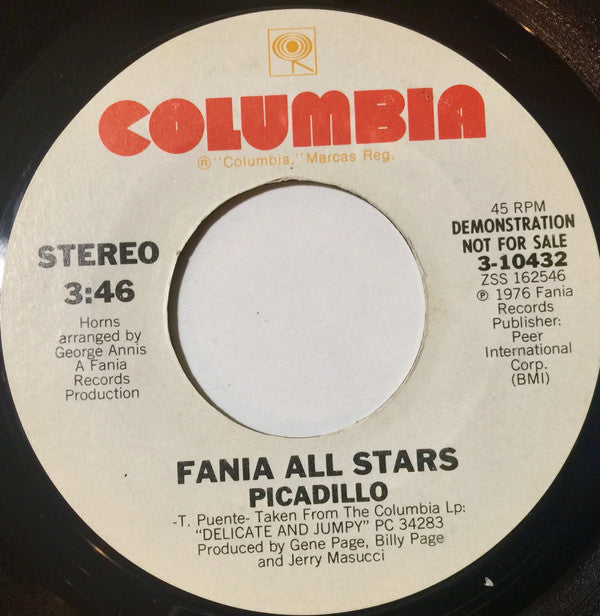 COLUMBIA
® "Columbia," Marcas Reg.
STEREO
3:46
Horns
arranged by
George Annis
A Fania
Records
Production
45 RPM
DEMONSTRATION
NOT FOR SALE
3-10432
ZSS 162546
℗ 1976 Fania
Records
Publisher:
Peer
International
Corp.
(BMI)
FANIA ALL STARS
PICADILLO
-T. Puente- Taken From The Columbia Lp:
"DELICATE AND JUMPY" PC 34283
Produced by Gene Page, Billy Page
and Jerry Masucci